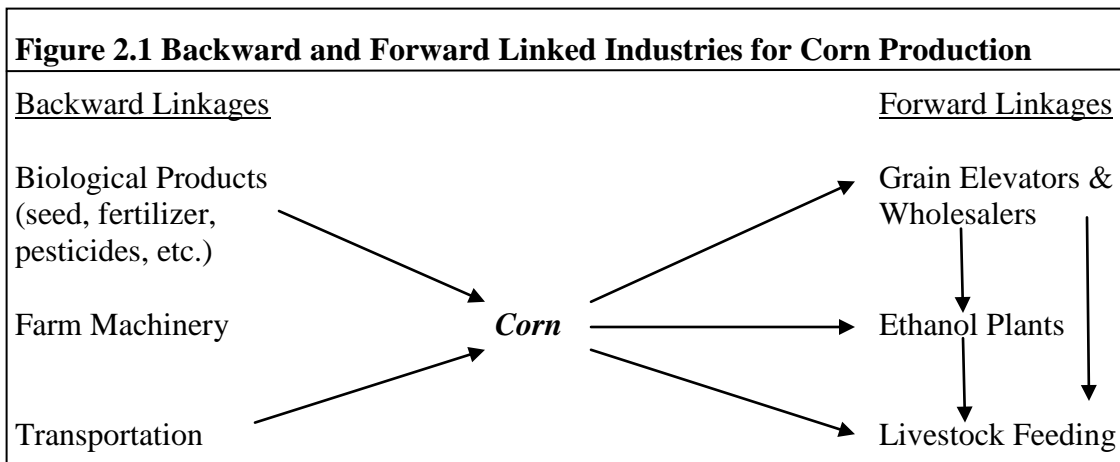 Figure 2.1 Backward and Forward Linked Industries for Corn Production
Backward Linkages
Forward Linkages
Biological Products
(seed, fertilizer,
pesticides, etc.)
Grain Elevators &
Wholesalers
Farm Machinery
Corn
Ethanol Plants
Transportation
Livestock Feeding